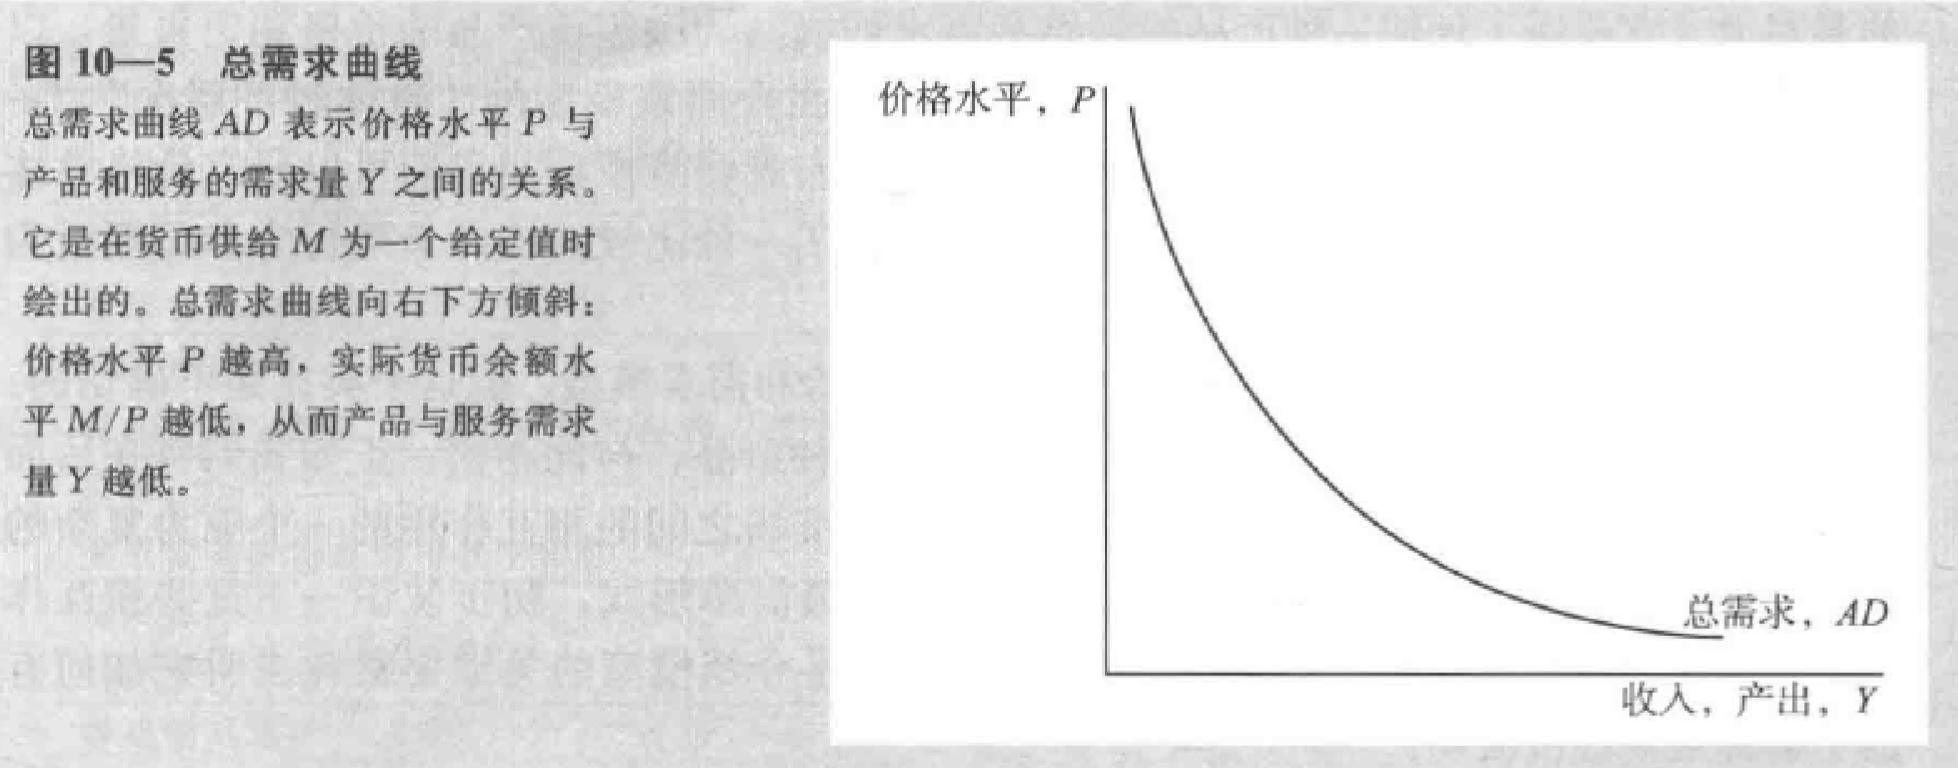 图 10—5 总需求曲线
总需求曲线 AD 表示价格水平 P 与
产品和服务的需求量 Y 之间的关系。
它是在货币供给 M 为一个给定值时
绘出的。总需求曲线向右下方倾斜：
价格水平 P 越高，实际货币余额水
平 M/P 越低，从而产品与服务需求
量 Y 越低。
价格水平，P
总需求，AD
收入，产出，Y